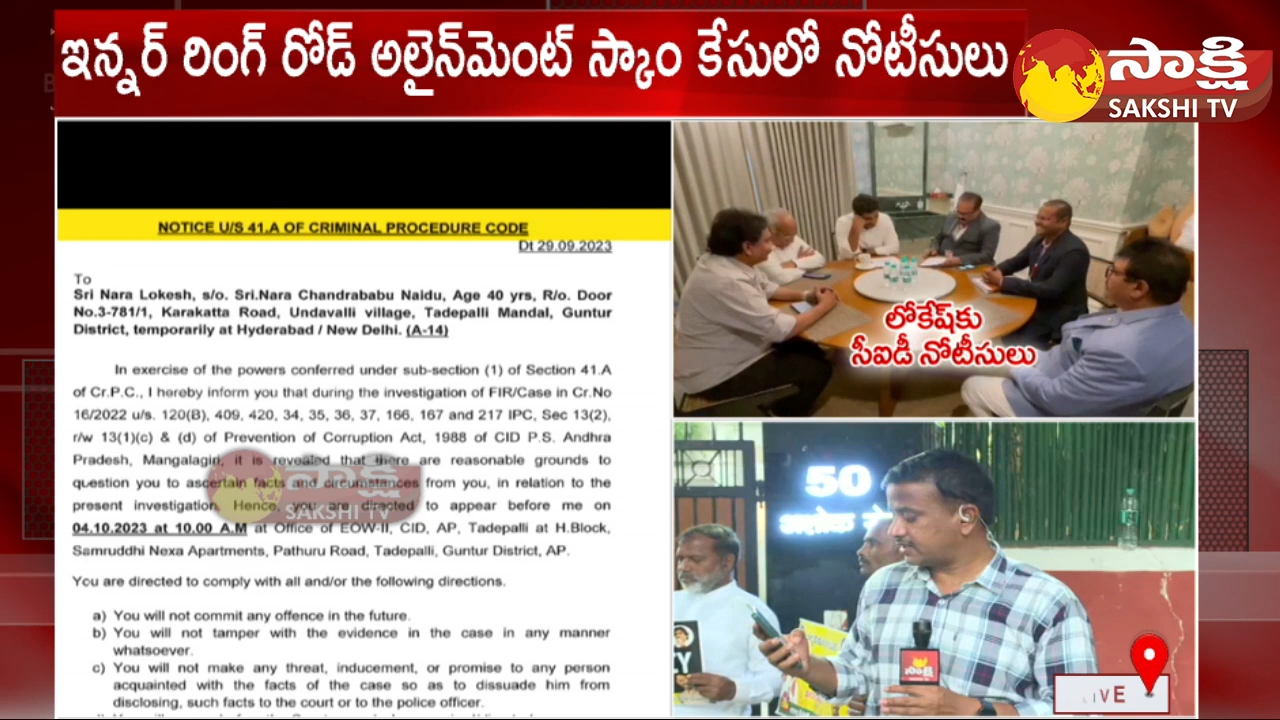 ఇన్నర్ రింగ్ రోడ్ అలైన్‌మెంట్ స్కాం కేసులో నోటీసులు
సాక్షి
SAKSHI TV
NOTICE U/S 41.A OF CRIMINAL PROCEDURE CODE
Dt 29.09.2023
To
Sri Nara Lokesh, s/o. Sri.Nara Chandrababu Naidu, Age 40 yrs, R/o. Door
No.3-781/1, Karakatta Road, Undavalli village, Tadepalli Mandal, Guntur
District, temporarily at Hyderabad / New Delhi. (A-14)
In exercise of the powers conferred under sub-section (1) of Section 41.A
of Cr.P.C., I hereby inform you that during the investigation of FIR/Case in Cr.No
16/2022 u/s. 120(B), 409, 420, 34, 35, 36, 37, 166, 167 and 217 IPC, Sec 13(2),
r/w 13(1)(c) & (d) of Prevention of Corruption Act, 1988 of CID P.S. Andhra
Pradesh, Mangalagiri, it is revealed that there are reasonable grounds to
question you to ascertain facts and circumstances from you, in relation to the
present investigation. Hence, you are directed to appear before me on
04.10.2023 at 10.00 A.M at Office of EOW-II, CID, AP, Tadepalli at H.Block,
Samruddhi Nexa Apartments, Pathuru Road, Tadepalli, Guntur District, AP.
You are directed to comply with all and/or the following directions.
a) You will not commit any offence in the future.
b) You will not tamper with the evidence in the case in any manner
whatsoever.
c) You will not make any threat, inducement, or promise to any person
acquainted with the facts of the case so as to dissuade him from
disclosing, such facts to the court or to the police officer.
సాక్షి
SAKSHI TV
లోకేష్‌కు
సీఐడీ నోటీసులు
50
अशोका
సాక్షి
SAKSHI TV
LIVE